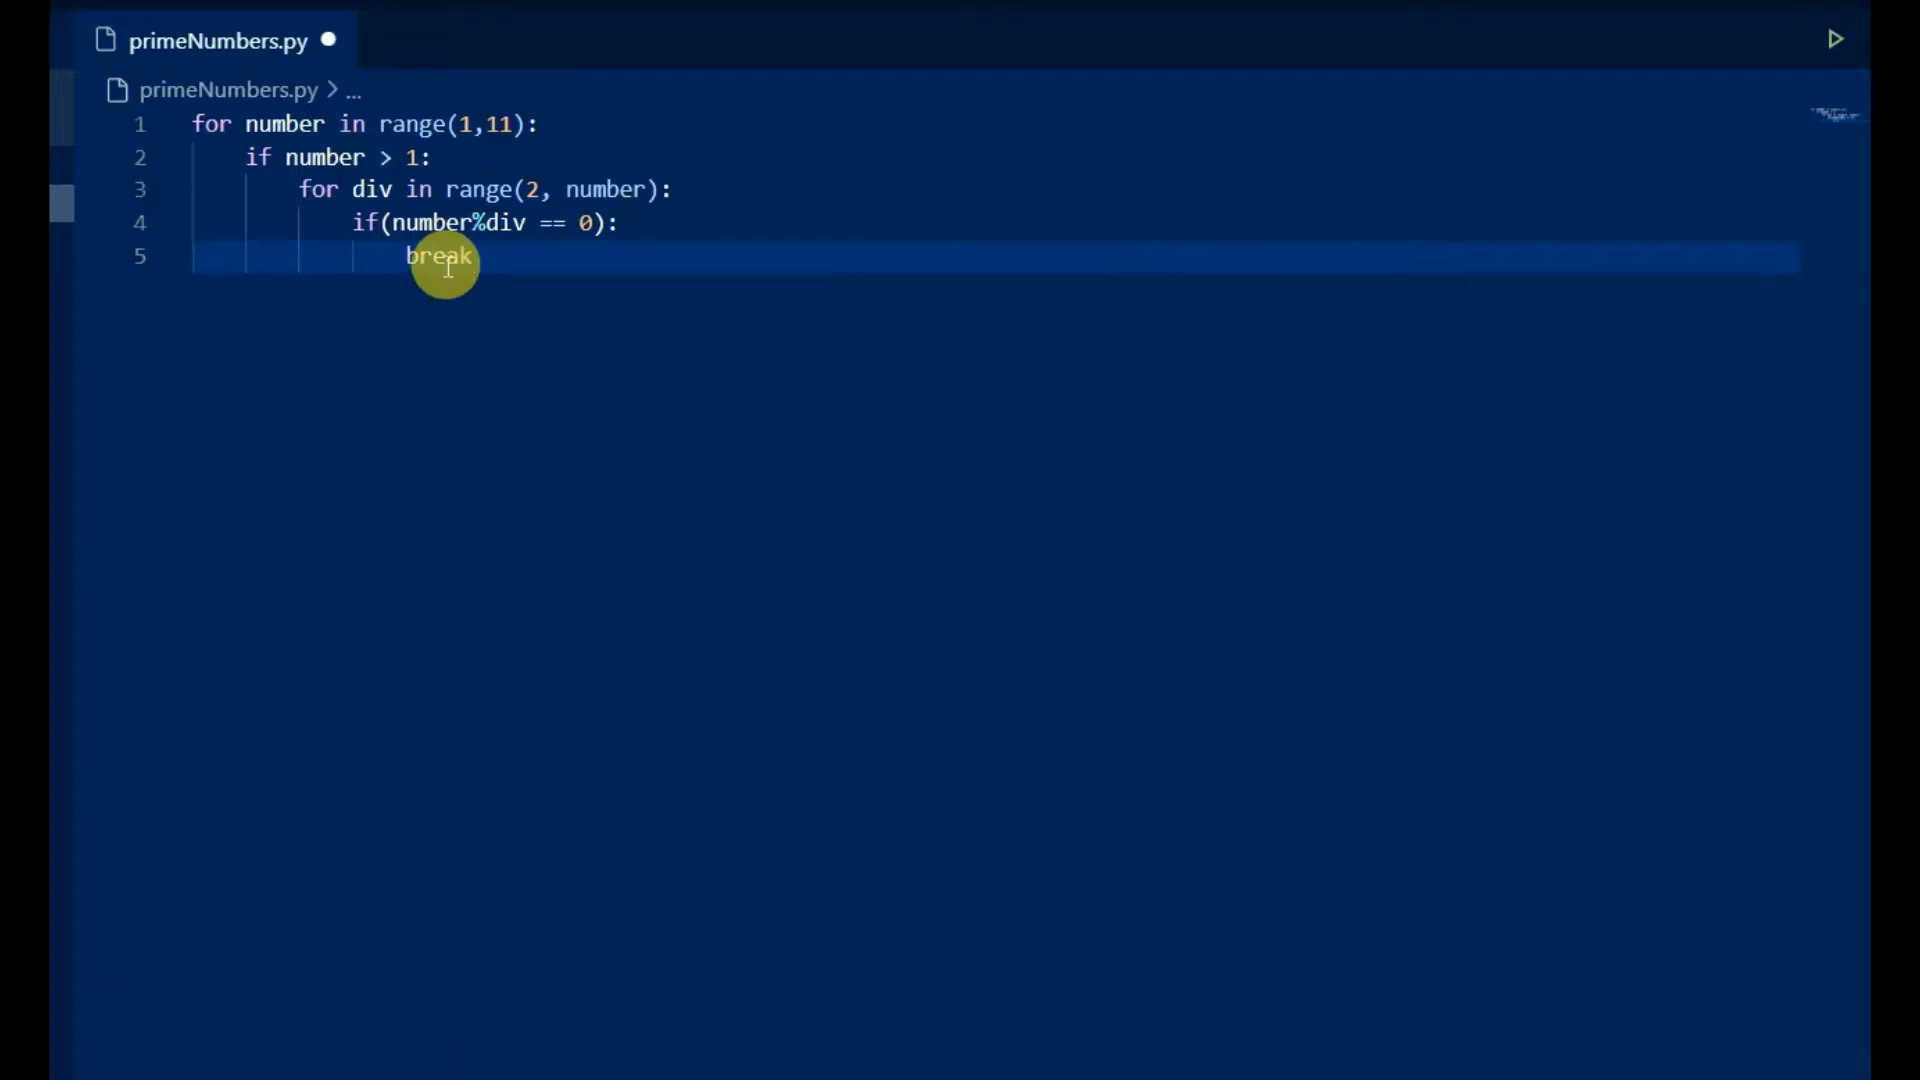 primeNumbers.py
primeNumbers.py > ...
1 for number in range(1,11):
2 if number > 1:
3 for div in range(2, number):
4 if(number%div == 0):
5 break